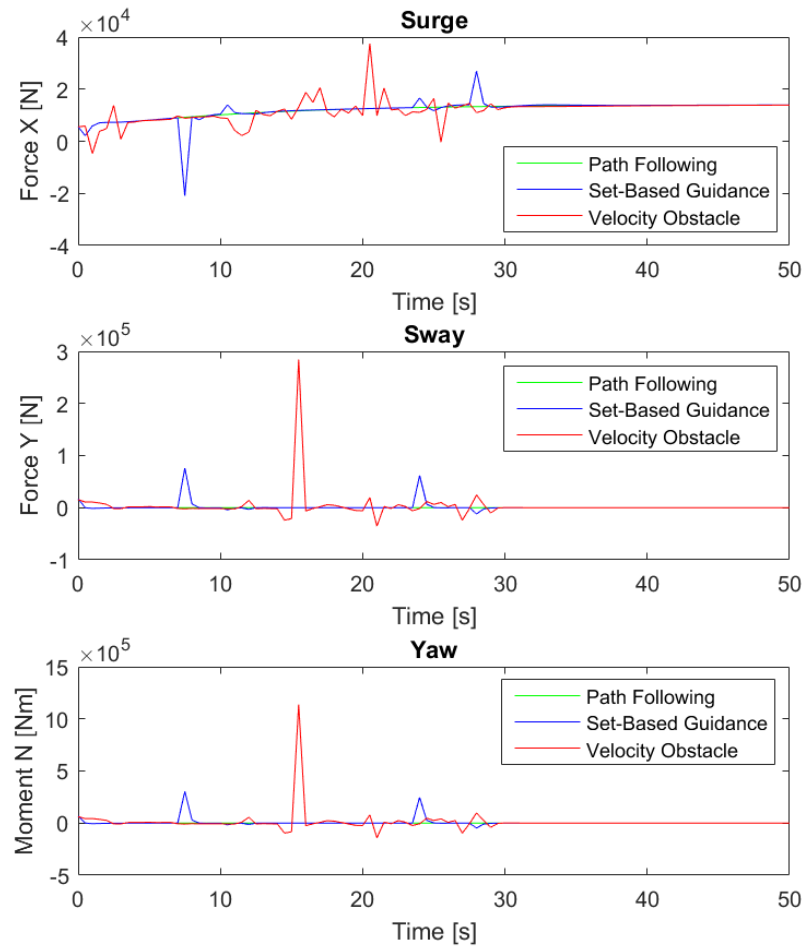 Surge
×10^4
4
2
0
-2
-4
Force X [N]
Path Following
Set-Based Guidance
Velocity Obstacle
0 10 20 30 40 50
Time [s]
Sway
×10^5
3
2
1
0
-1
Force Y [N]
Path Following
Set-Based Guidance
Velocity Obstacle
0 10 20 30 40 50
Time [s]
Yaw
×10^5
15
10
5
0
-5
Moment N [Nm]
Path Following
Set-Based Guidance
Velocity Obstacle
0 10 20 30 40 50
Time [s]